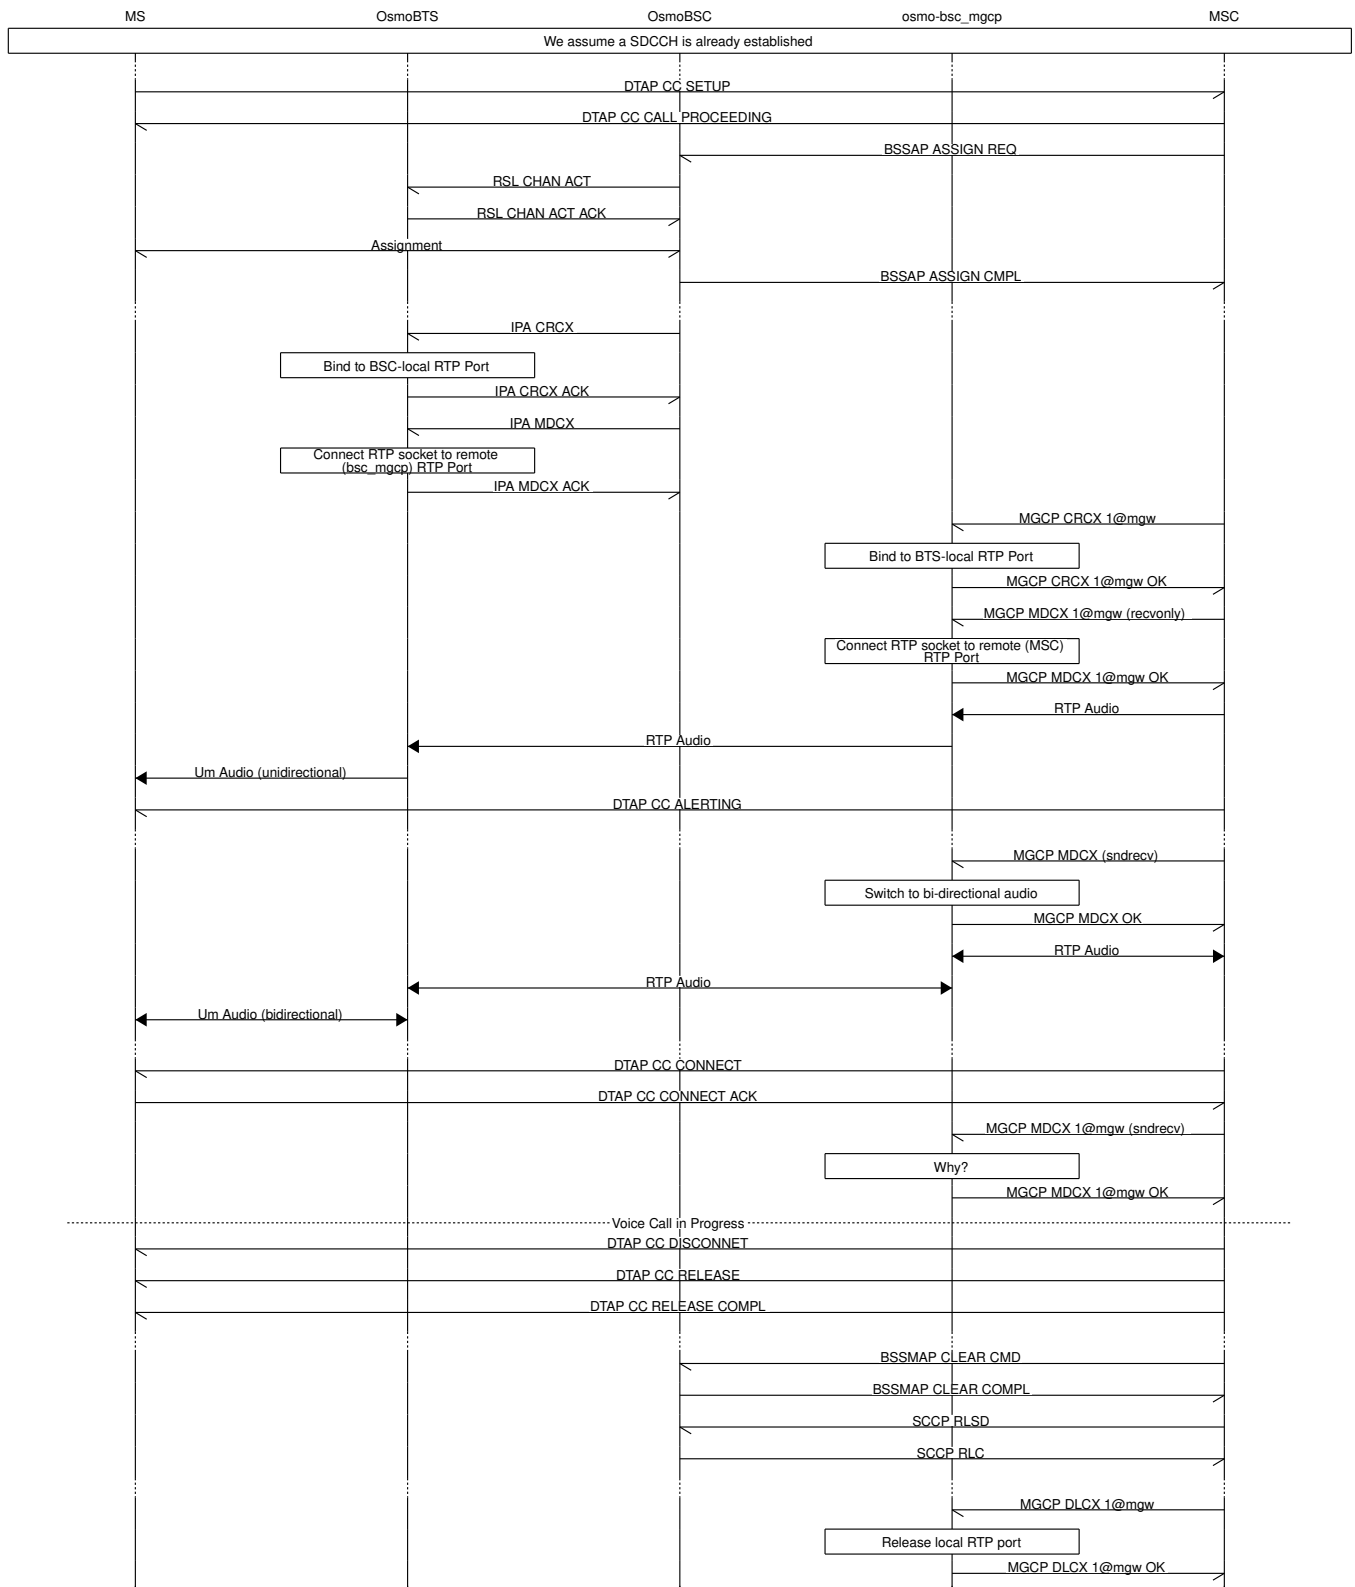 MS OsmoBTS OsmoBSC osmo-bsc_mgcp MSC
We assume a SDCCH is already established
DTAP CC SETUP
DTAP CC CALL PROCEEDING
BSSAP ASSIGN REQ
RSL CHAN ACT
RSL CHAN ACT ACK
Assignment
BSSAP ASSIGN CMPL
IPA CRCX
Bind to BSC-local RTP Port
IPA CRCX ACK
IPA MDCX
Connect RTP socket to remote
(bsc_mgcp) RTP Port
IPA MDCX ACK
MGCP CRCX 1@mgw
Bind to BTS-local RTP Port
MGCP CRCX 1@mgw OK
MGCP MDCX 1@mgw (recvonly)
Connect RTP socket to remote (MSC)
RTP Port
MGCP MDCX 1@mgw OK
RTP Audio
RTP Audio
Um Audio (unidirectional)
DTAP CC ALERTING
MGCP MDCX (sndrecv)
Switch to bi-directional audio
MGCP MDCX OK
RTP Audio
RTP Audio
Um Audio (bidirectional)
DTAP CC CONNECT
DTAP CC CONNECT ACK
MGCP MDCX 1@mgw (sndrecv)
Why?
MGCP MDCX 1@mgw OK
Voice Call in Progress
DTAP CC DISCONNET
DTAP CC RELEASE
DTAP CC RELEASE COMPL
BSSMAP CLEAR CMD
BSSMAP CLEAR COMPL
SCCP RLSD
SCCP RLC
MGCP DLCX 1@mgw
Release local RTP port
MGCP DLCX 1@mgw OK